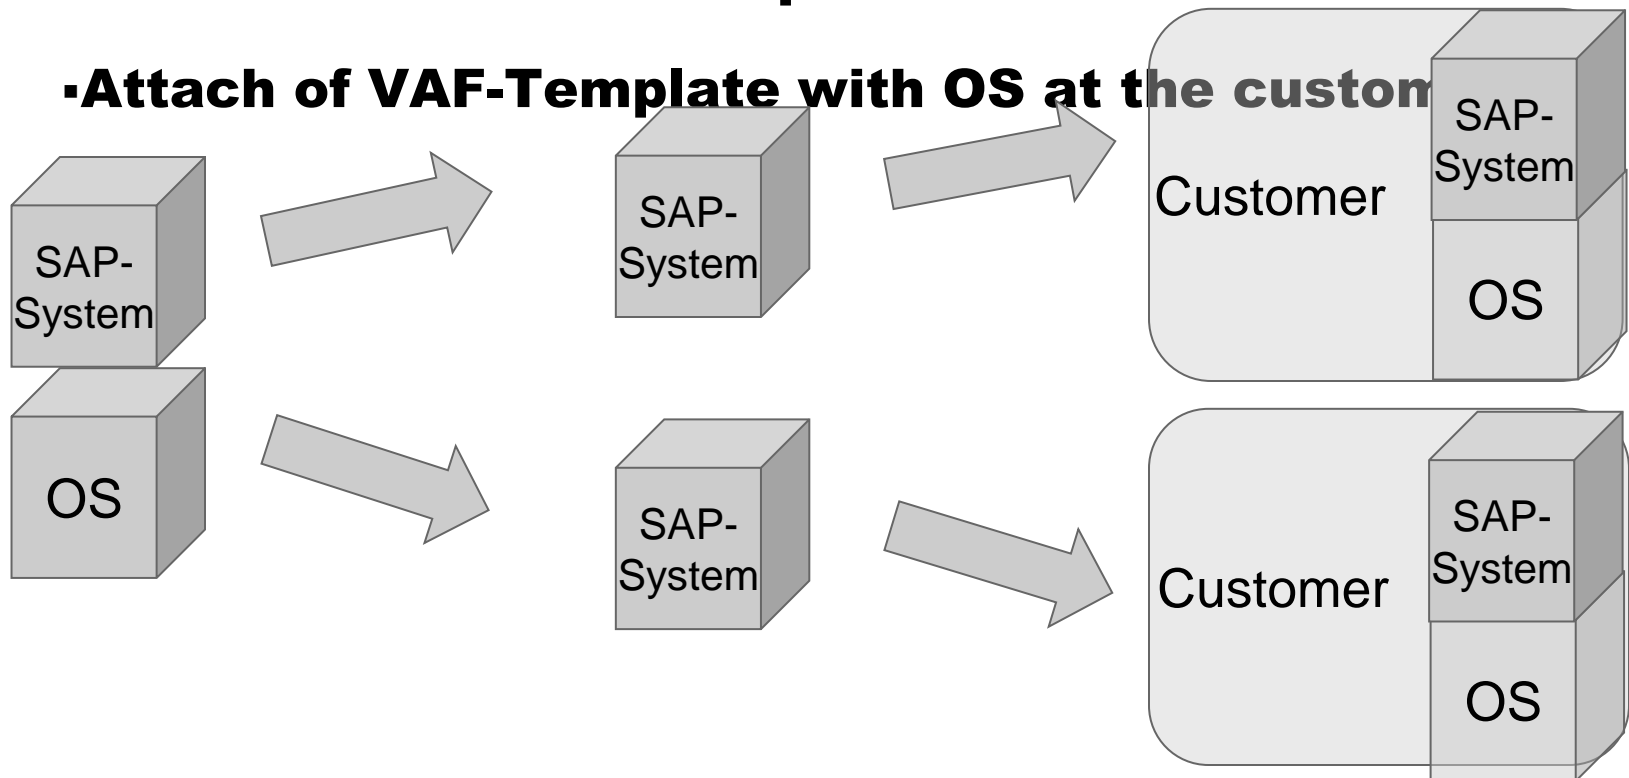 ▪Attach of VAF-Template with OS at the custom
SAP-
System
OS
SAP-
System
SAP-
System
Customer
SAP-
System
OS
Customer
SAP-
System
OS